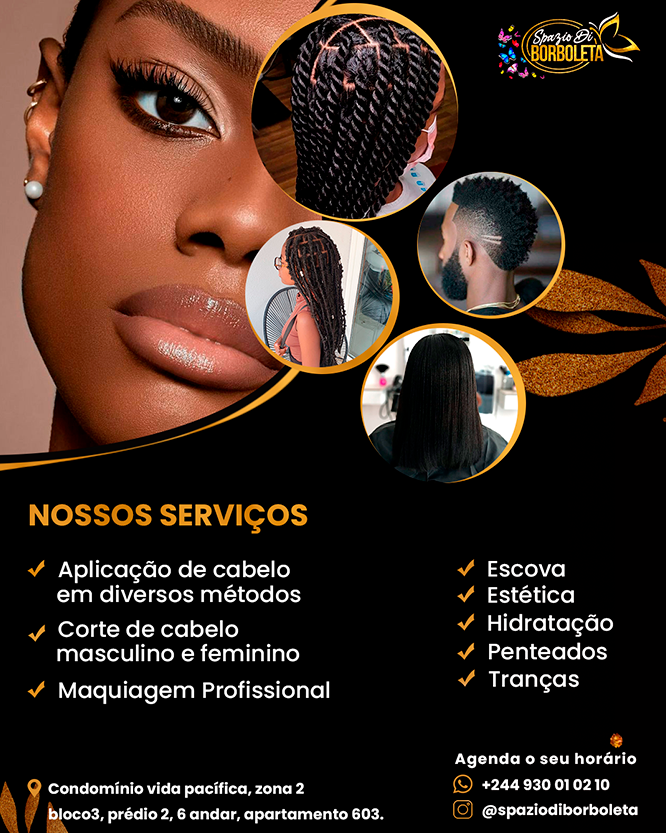 Spazio Di
BORBOLETA
NOSSOS SERVIÇOS
Aplicação de cabelo
em diversos métodos
Corte de cabelo
masculino e feminino
Maquiagem Profissional
Escova
Estética
Hidratação
Penteados
Tranças
Condomínio vida pacífica, zona 2
bloco3, prédio 2, 6 andar, apartamento 603.
Agenda o seu horário
+244 930 01 02 10
@spaziodiborboleta